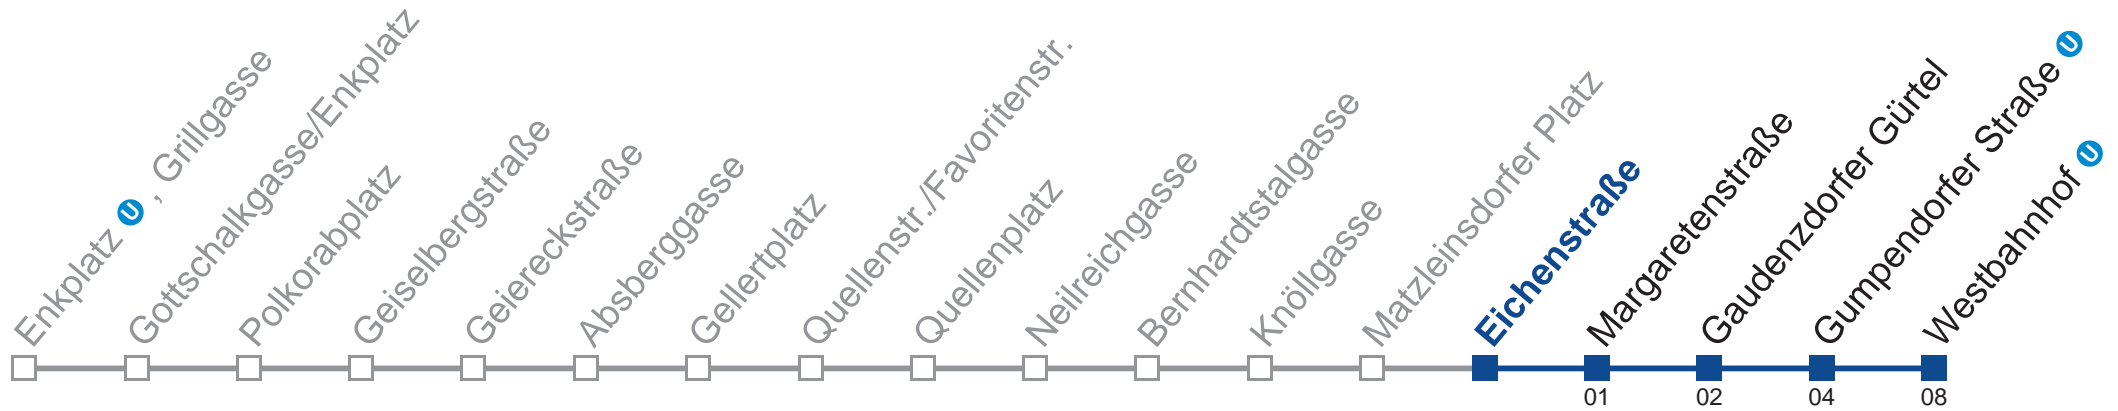 Enkplatz U , Grillgasse
Gottschalkgasse/Enkplatz
Polkorabplatz
Geiselbergstraße
Geiereckstraße
Absberggasse
Gellertplatz
Quellenstr./Favoritenstr.
Quellenplatz
Neilreichgasse
Bernhardtstalgasse
Knöllgasse
Matzleinsdorfer Platz
Eichenstraße
Margaretenstraße
Gaudenzdorfer Gürtel
Gumpendorfer Straße U
Westbahnhof U
01
02
04
08